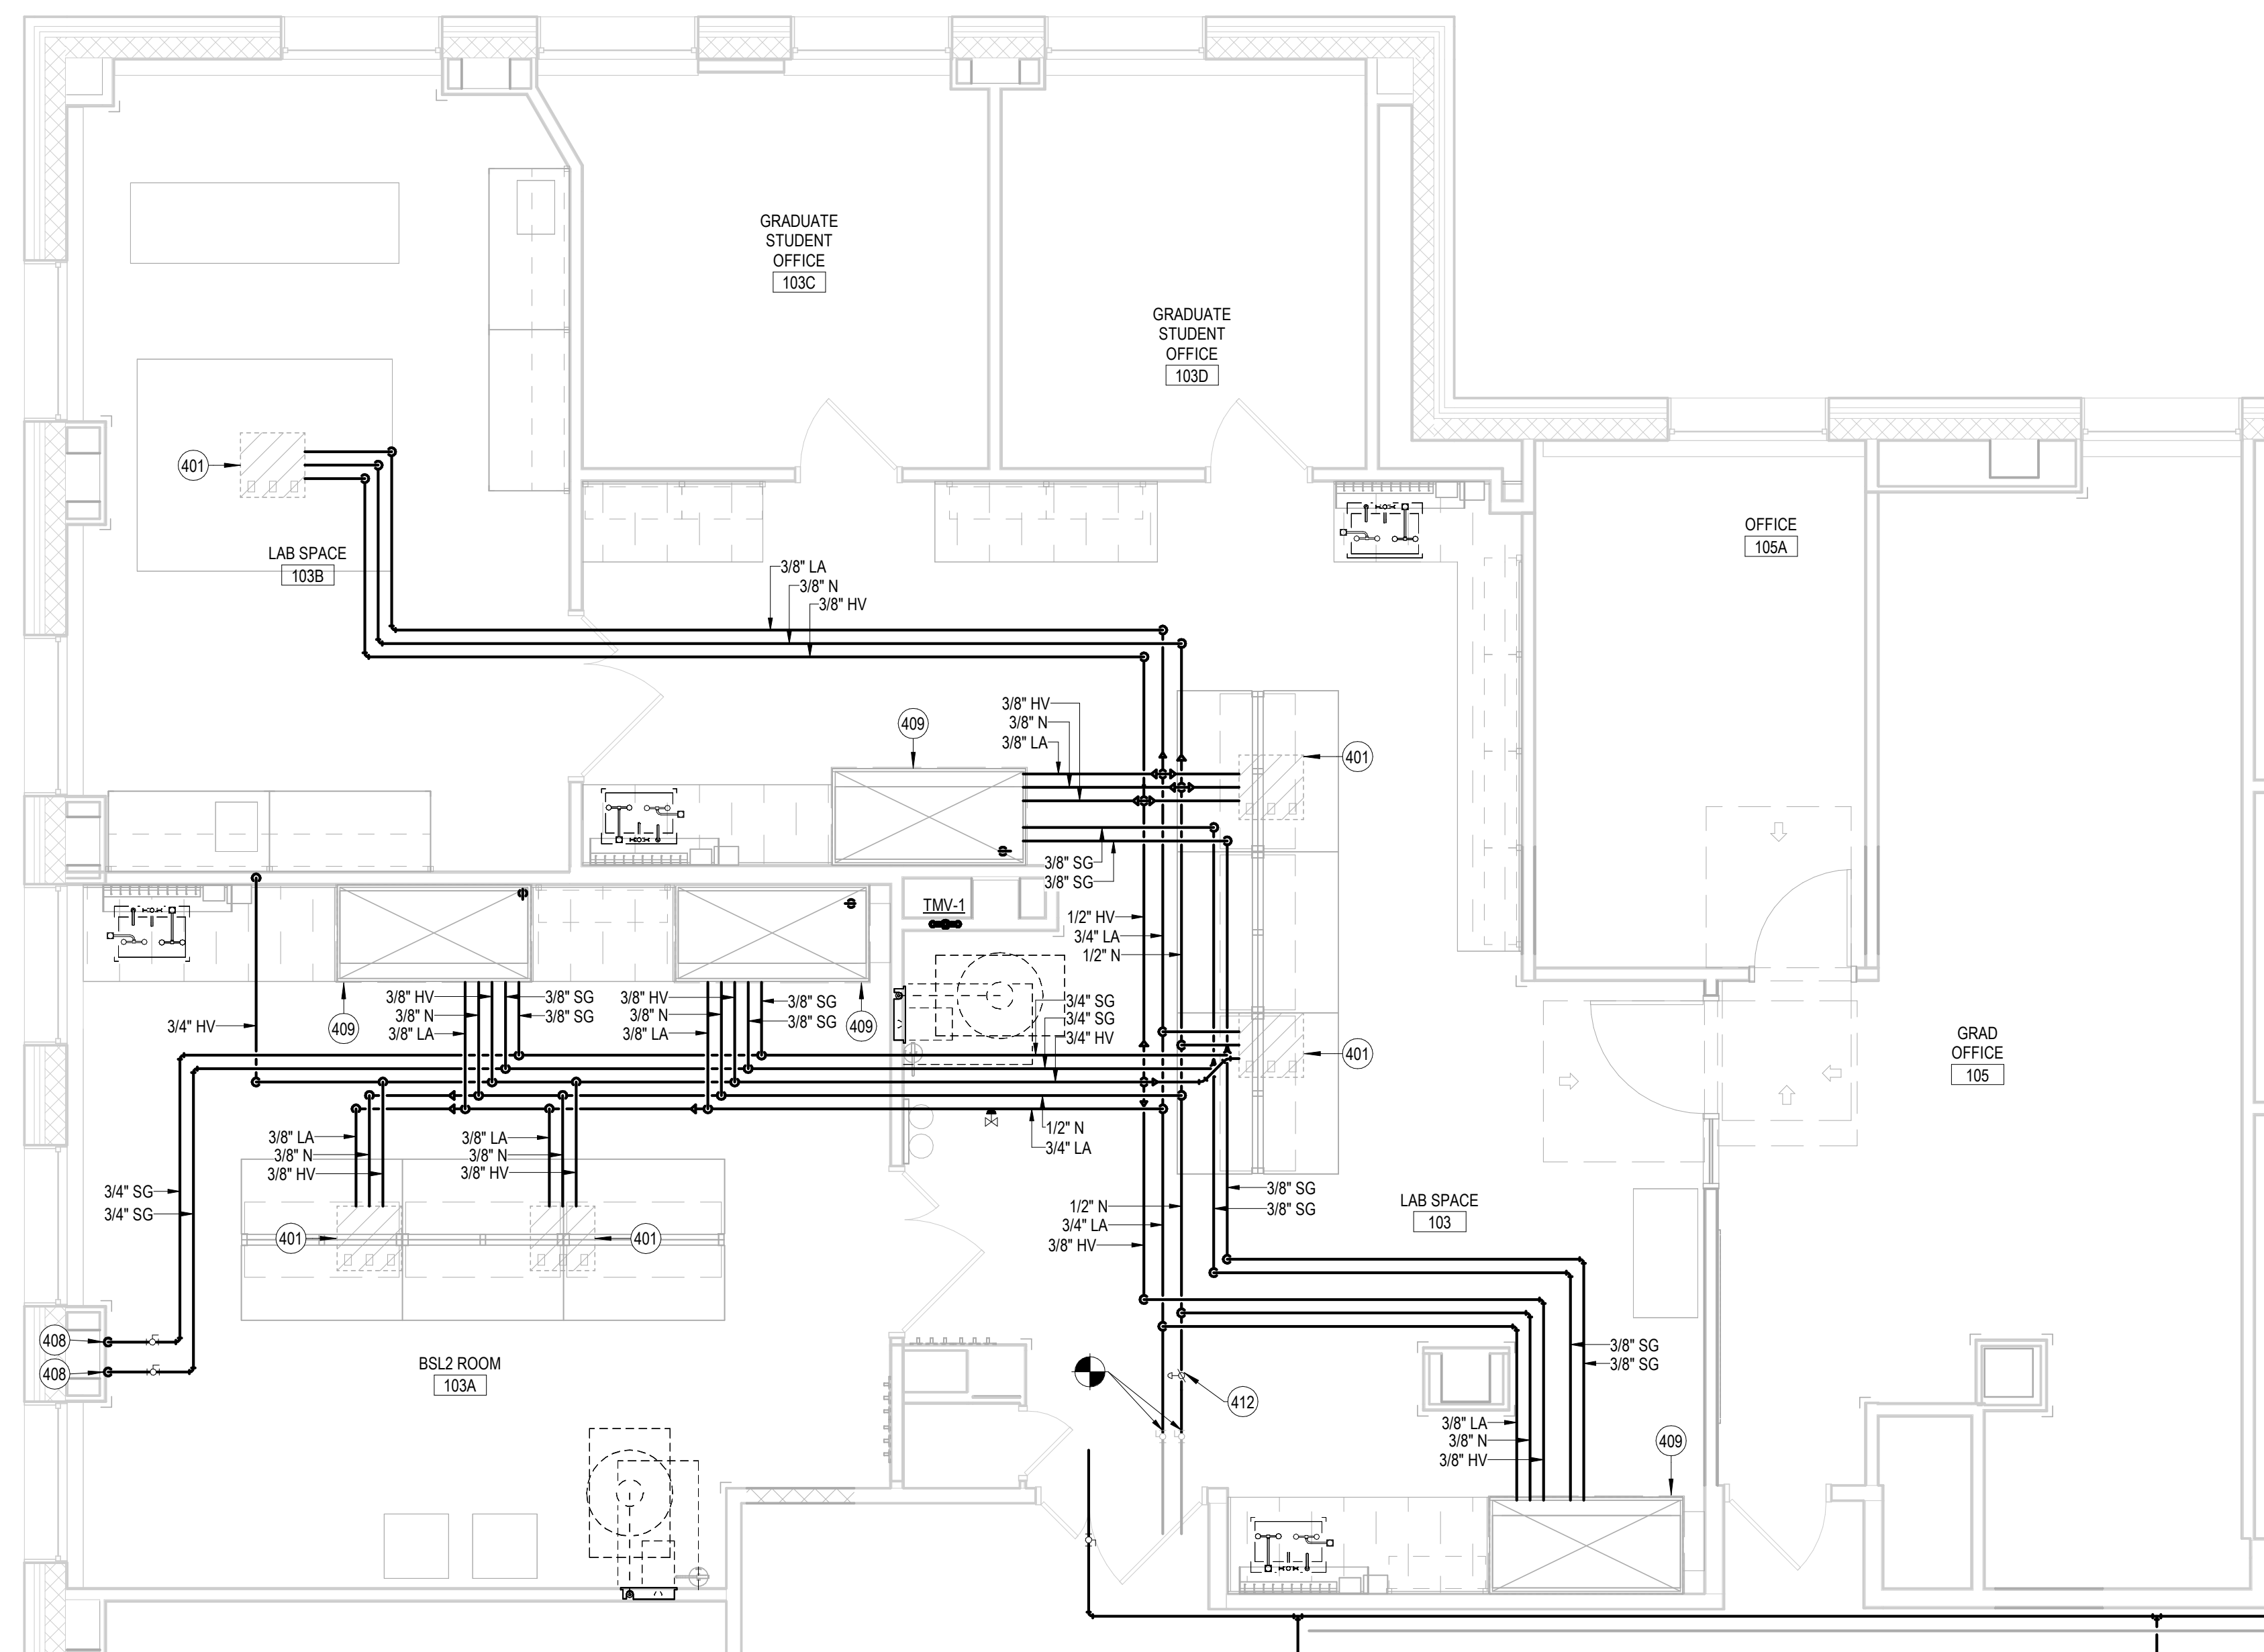 GRADUATE
STUDENT
OFFICE
103C
GRADUATE
STUDENT
OFFICE
103D
401
LAB SPACE
103B
OFFICE
105A
3/8" LA
3/8" N
3/8" HV
409
3/8" HV
3/8" N
3/8" LA
401
3/8" SG
3/8" SG
TMV-1
1/2" HV
3/4" LA
1/2" N
3/4" HV
409
3/8" HV
3/8" N
3/8" LA
3/8" SG
3/8" SG
3/8" HV
3/8" N
3/8" LA
3/8" SG
3/8" SG
409
3/4" SG
3/4" SG
3/4" HV
401
GRAD
OFFICE
105
3/8" LA
3/8" N
3/8" HV
3/8" LA
3/8" N
3/8" HV
1/2" N
3/4" LA
3/4" SG
3/4" SG
401
401
1/2" N
3/4" LA
3/8" HV
3/8" SG
3/8" SG
LAB SPACE
103
408
408
BSL2 ROOM
103A
412
3/8" SG
3/8" SG
3/8" LA
3/8" N
3/8" HV
409